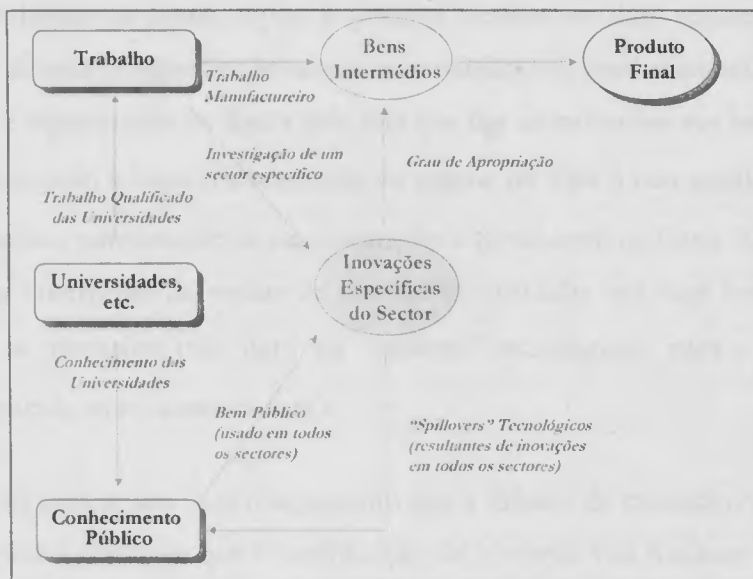 Trabalho
Bens
Intermédios
Produto
Final
Trabalho
Manufactureiro
Investigação de um
sector específico
Grau de Apropriação
Trabalho Qualificado
das Universidades
Universidades,
etc.
Inovações
Específicas
do Sector
Conhecimento das
Universidades
Bem Público
(usado em todos
os sectores)
"Spillovers" Tecnológicos
(resultantes de inovações
em todos os sectores)
Conhecimento
Público